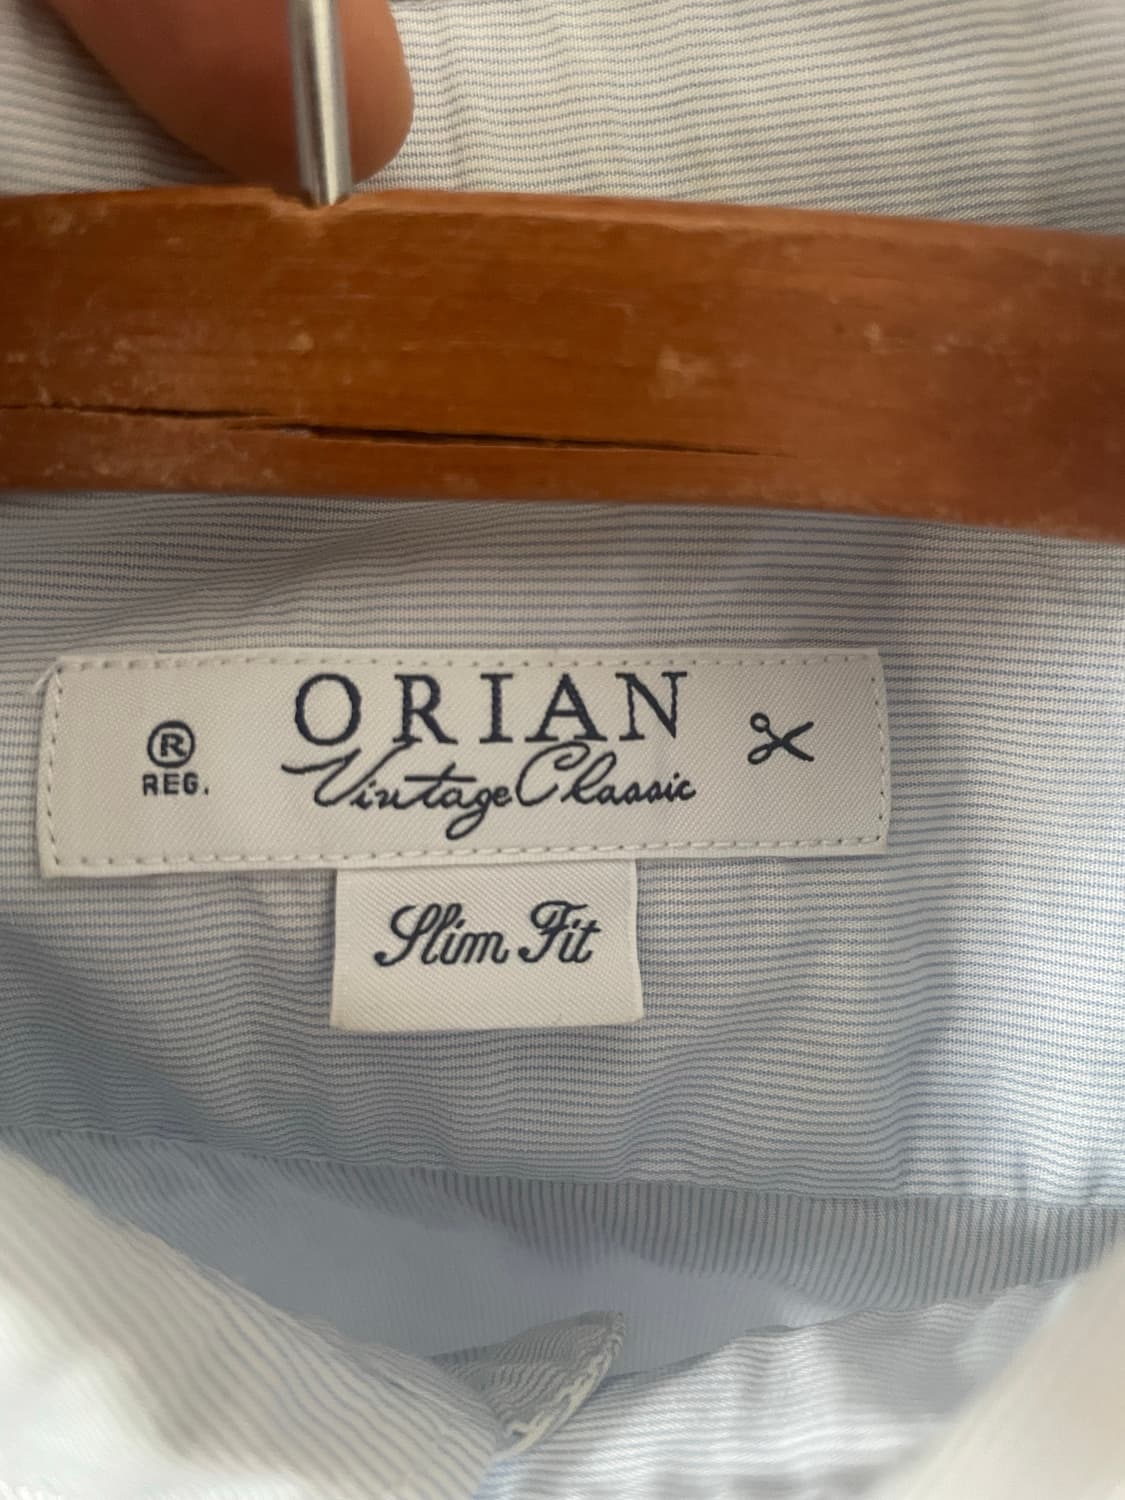 ORIAN
Vintage Classic
®
REG.
Slim Fit